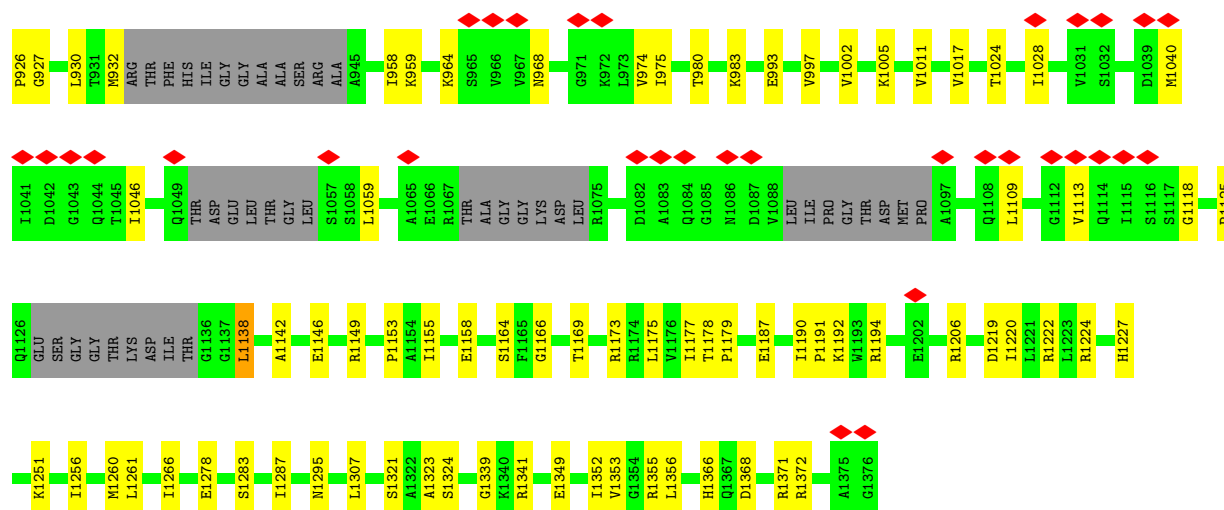 P926 G927 L930 T931 M932 ARG THR PHE HIS ILE GLY GLY ALA ALA SER ARG ALA A945 I958 K959 K964 S965 V966 V967 N968 G971 K972 L973 V974 I975 T980 K983 E993 V997 V1002 K1005 V1011 V1017 T1024 I1028 V1031 S1032 D1039 M1040
I1041 D1042 G1043 Q1044 T1045 I1046 Q1049 THR ASP GLU LEU THR GLY LEU S1057 S1058 L1059 A1065 E1066 R1067 THR ALA GLY GLY LYS ASP LEU R1075 D1082 A1083 Q1084 G1085 N1086 D1087 V1088 LEU ILE PRO GLY THR ASP MET PRO A1097 Q1108 L1109 G1112 V1113 Q1114 I1115 S1116 S1117 G1118
Q1126 GLU SER GLY GLY THR LYS ASP ILE THR G1136 G1137 L1138 A1142 E1146 R1149 P1153 A1154 I1155 E1158 S1164 F1165 G1166 T1169 R1173 R1174 L1175 V1176 I1177 T1178 P1179 E1187 I1190 P1191 K1192 W1193 R1194 E1202 R1206 D1219 I1220 L1221 R1222 L1223 R1224 H1227
K1251 I1256 M1260 L1261 I1266 E1278 S1283 I1287 N1295 L1307 S1321 A1322 A1323 S1324 G1339 K1340 R1341 E1349 I1352 V1353 G1354 R1355 L1356 H1366 Q1367 D1368 R1371 R1372 A1375 G1376